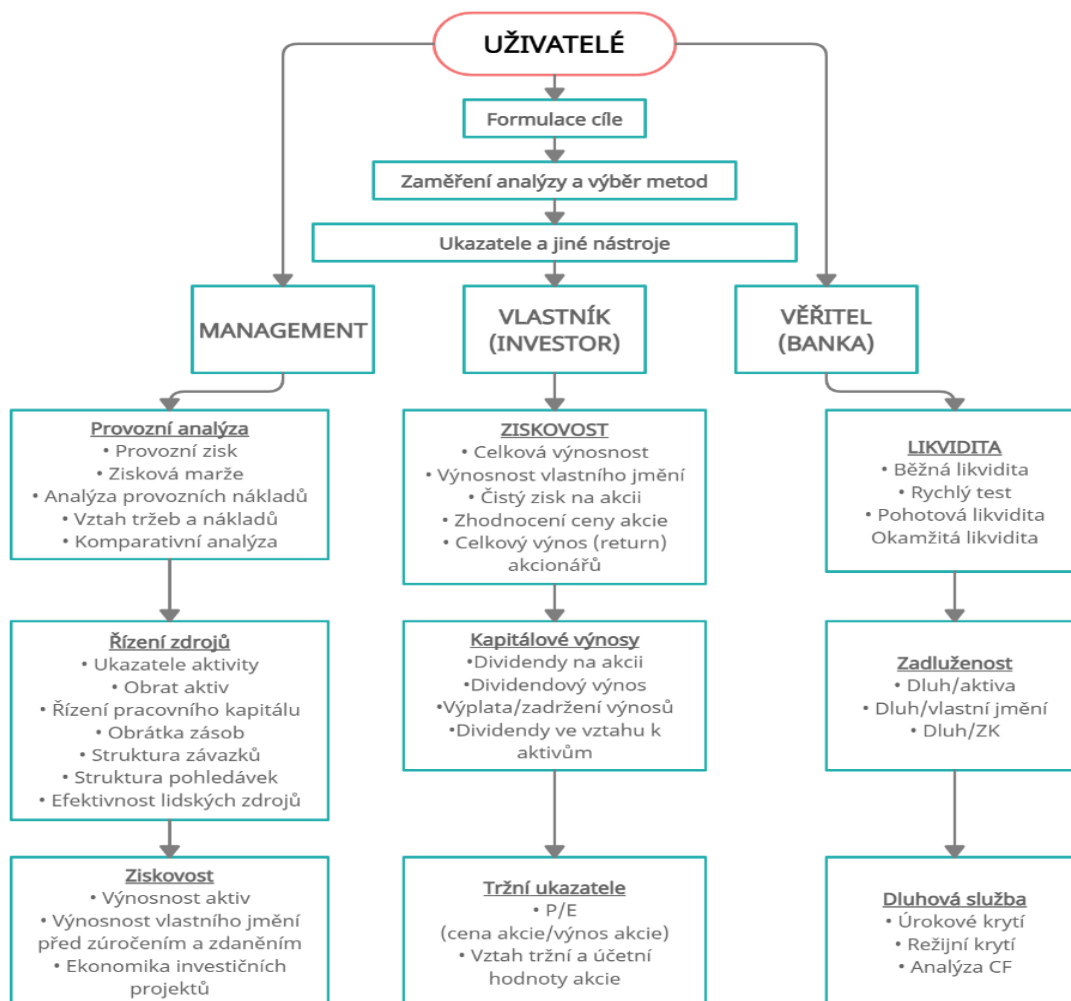 UŽIVATELÉ
Formulace cíle
Zaměření analýzy a výběr metod
Ukazatele a jiné nástroje
MANAGEMENT
VLASTNÍK
(INVESTOR)
VĚŘITEL
(BANKA)
Provozní analýza
• Provozní zisk
• Zisková marže
• Analýza provozních nákladů
• Vztah tržeb a nákladů
• Komparativní analýza
ZISKOVOST
• Celková výnosnost
• Výnosnost vlastního jmění
• Čistý zisk na akcii
• Zhodnocení ceny akcie
• Celkový výnos (return)
akcionářů
LIKVIDITA
• Běžná likvidita
• Rychlý test
• Pohotová likvidita
Okamžitá likvidita
Řízení zdrojů
• Ukazatele aktivity
• Obrat aktiv
• Řízení pracovního kapitálu
• Obrátka zásob
• Struktura závazků
• Struktura pohledávek
• Efektivnost lidských zdrojů
Kapitálové výnosy
•Dividendy na akcii
•Dividendový výnos
•Výplata/zadržení výnosů
•Dividendy ve vztahu k
aktivům
Zadluženost
• Dluh/aktiva
• Dluh/vlastní jmění
• Dluh/ZK
Ziskovost
• Výnosnost aktiv
• Výnosnost vlastního jmění
před zúročením a zdaněním
• Ekonomika investičních
projektů
Tržní ukazatele
• P/E
(cena akcie/výnos akcie)
• Vztah tržní a účetní
hodnoty akcie
Dluhová služba
• Úrokové krytí
• Režijní krytí
• Analýza CF